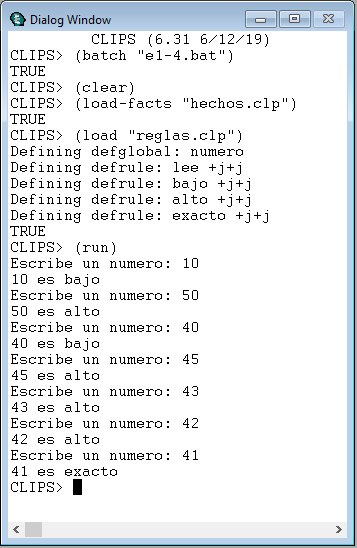 Dialog Window
CLIPS (6.31 6/12/19)
CLIPS> (batch "e1-4.bat")
TRUE
CLIPS> (clear)
CLIPS> (load-facts "hechos.clp")
TRUE
CLIPS> (load "reglas.clp")
Defining defglobal: numero
Defining defrule: lee +j+j
Defining defrule: bajo +j+j
Defining defrule: alto +j+j
Defining defrule: exacto +j+j
TRUE
CLIPS> (run)
Escribe un numero: 10
10 es bajo
Escribe un numero: 50
50 es alto
Escribe un numero: 40
40 es bajo
Escribe un numero: 45
45 es alto
Escribe un numero: 43
43 es alto
Escribe un numero: 42
42 es alto
Escribe un numero: 41
41 es exacto
CLIPS>